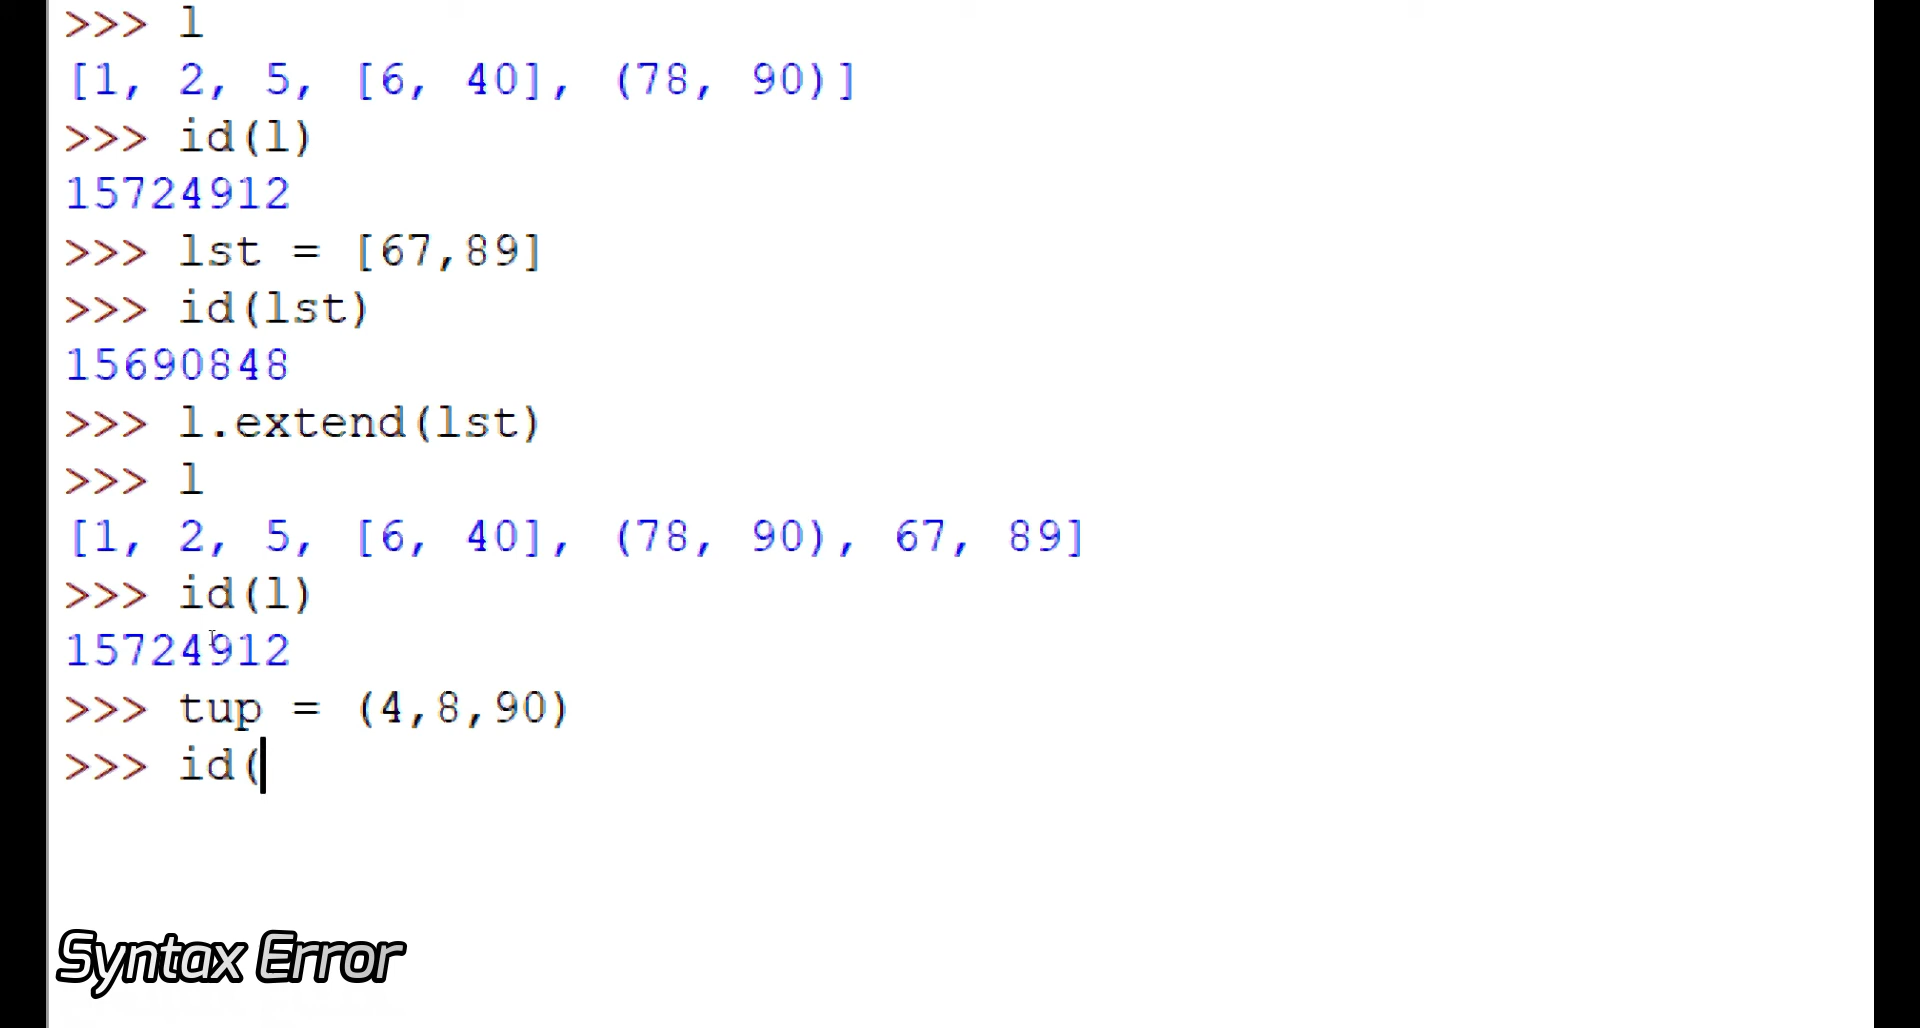 >>> l
[1, 2, 5, [6, 40], (78, 90)]
>>> id(l)
15724912
>>> lst = [67,89]
>>> id(lst)
15690848
>>> l.extend(lst)
>>> l
[1, 2, 5, [6, 40], (78, 90), 67, 89]
>>> id(l)
15724912
>>> tup = (4,8,90)
>>> id(
Syntax Error